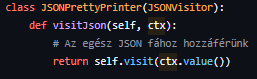 class JSONPrettyPrinter(JSONVisitor):
    def visitJson(self, ctx):
        # Az egész JSON fához hozzáférünk
        return self.visit(ctx.value())